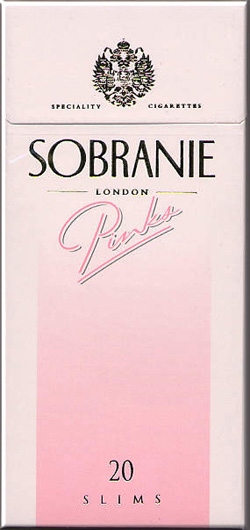 SPECIALITY CIGARETTES
SOBRANIE
LONDON
Pinks
20
SLIMS